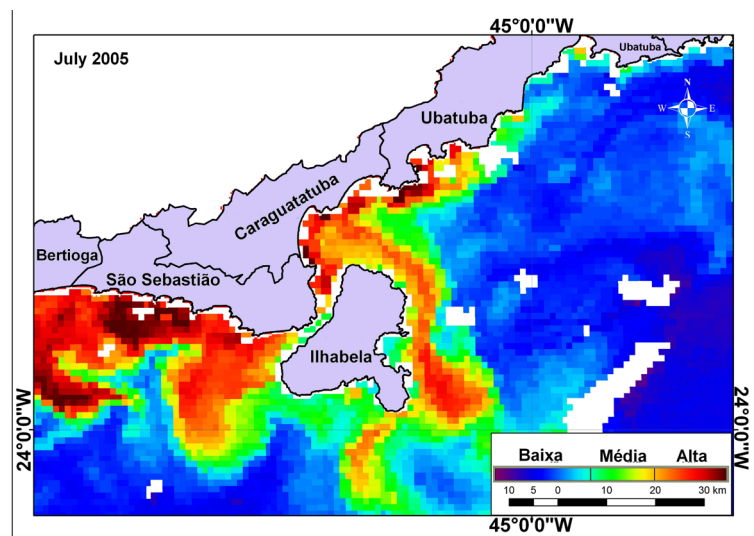 45°0'0"W
July 2005
Ubatuba
N
W E
S
Ubatuba
Caraguatatuba
Bertioga
São Sebastião
Ilhabela
24°0'0"W
24°0'0"W
Baixa Média Alta
10 5 0 10 20 30 km
45°0'0"W